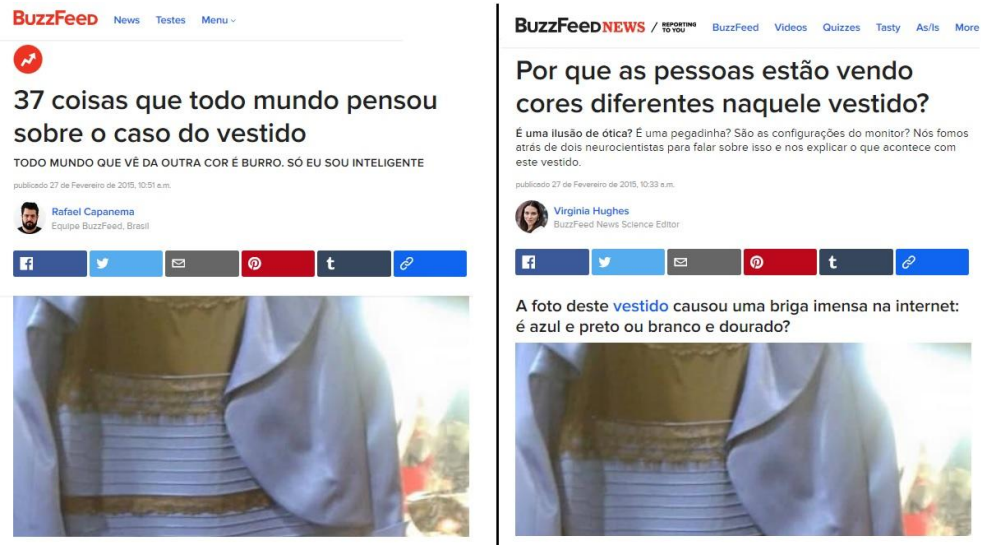 BuzzFeeD News Testes Menu
37 coisas que todo mundo pensou
sobre o caso do vestido
TODO MUNDO QUE VÊ DA OUTRA COR É BURRO. SÓ EU SOU INTELIGENTE
publicado 27 de Fevereiro de 2015, 10:51 a.m.
Rafael Capanema
Equipe BuzzFeed, Brasil
BuzzFeeD NEWS / REPORTING TO YOU BuzzFeed Videos Quizzes Tasty As/Is More
Por que as pessoas estão vendo
cores diferentes naquele vestido?
É uma ilusão de ótica? É uma pegadinha? São as configurações do monitor? Nós fomos
atrás de dois neurocientistas para falar sobre isso e nos explicar o que acontece com
este vestido.
publicado 27 de Fevereiro de 2015, 10:33 a.m.
Virginia Hughes
BuzzFeed News Science Editor
A foto deste vestido causou uma briga imensa na internet:
é azul e preto ou branco e dourado?